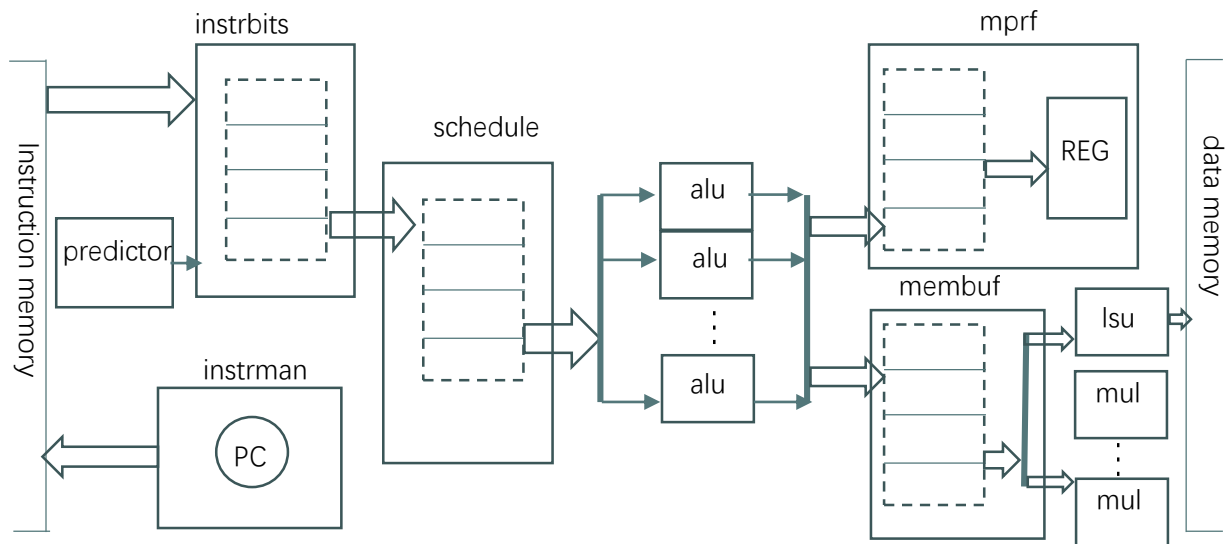 instrbits
mprf
schedule
Instruction memory
predictor
instrman
PC
alu
alu
alu
REG
membuf
lsu
mul
mul
data memory